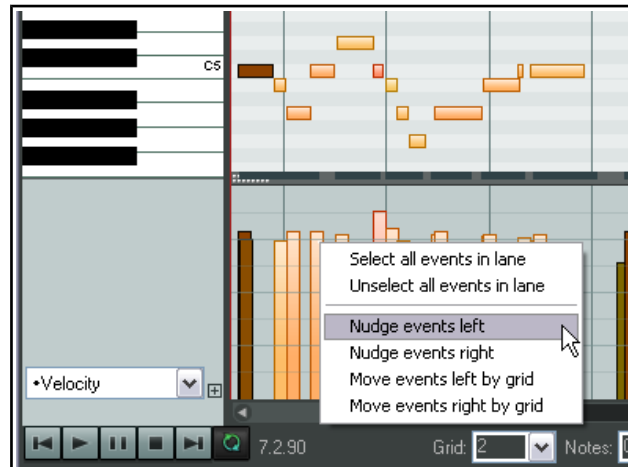 C5
Select all events in lane
Unselect all events in lane
Nudge events left
Nudge events right
Move events left by grid
Move events right by grid
•Velocity
7.2.90 Grid: 2 Notes: